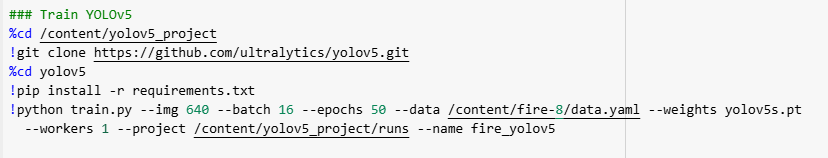 ### Train YOLOv5
%cd /content/yolov5_project
!git clone https://github.com/ultralytics/yolov5.git
%cd yolov5
!pip install -r requirements.txt
!python train.py --img 640 --batch 16 --epochs 50 --data /content/fire-8/data.yaml --weights yolov5s.pt
--workers 1 --project /content/yolov5_project/runs --name fire_yolov5